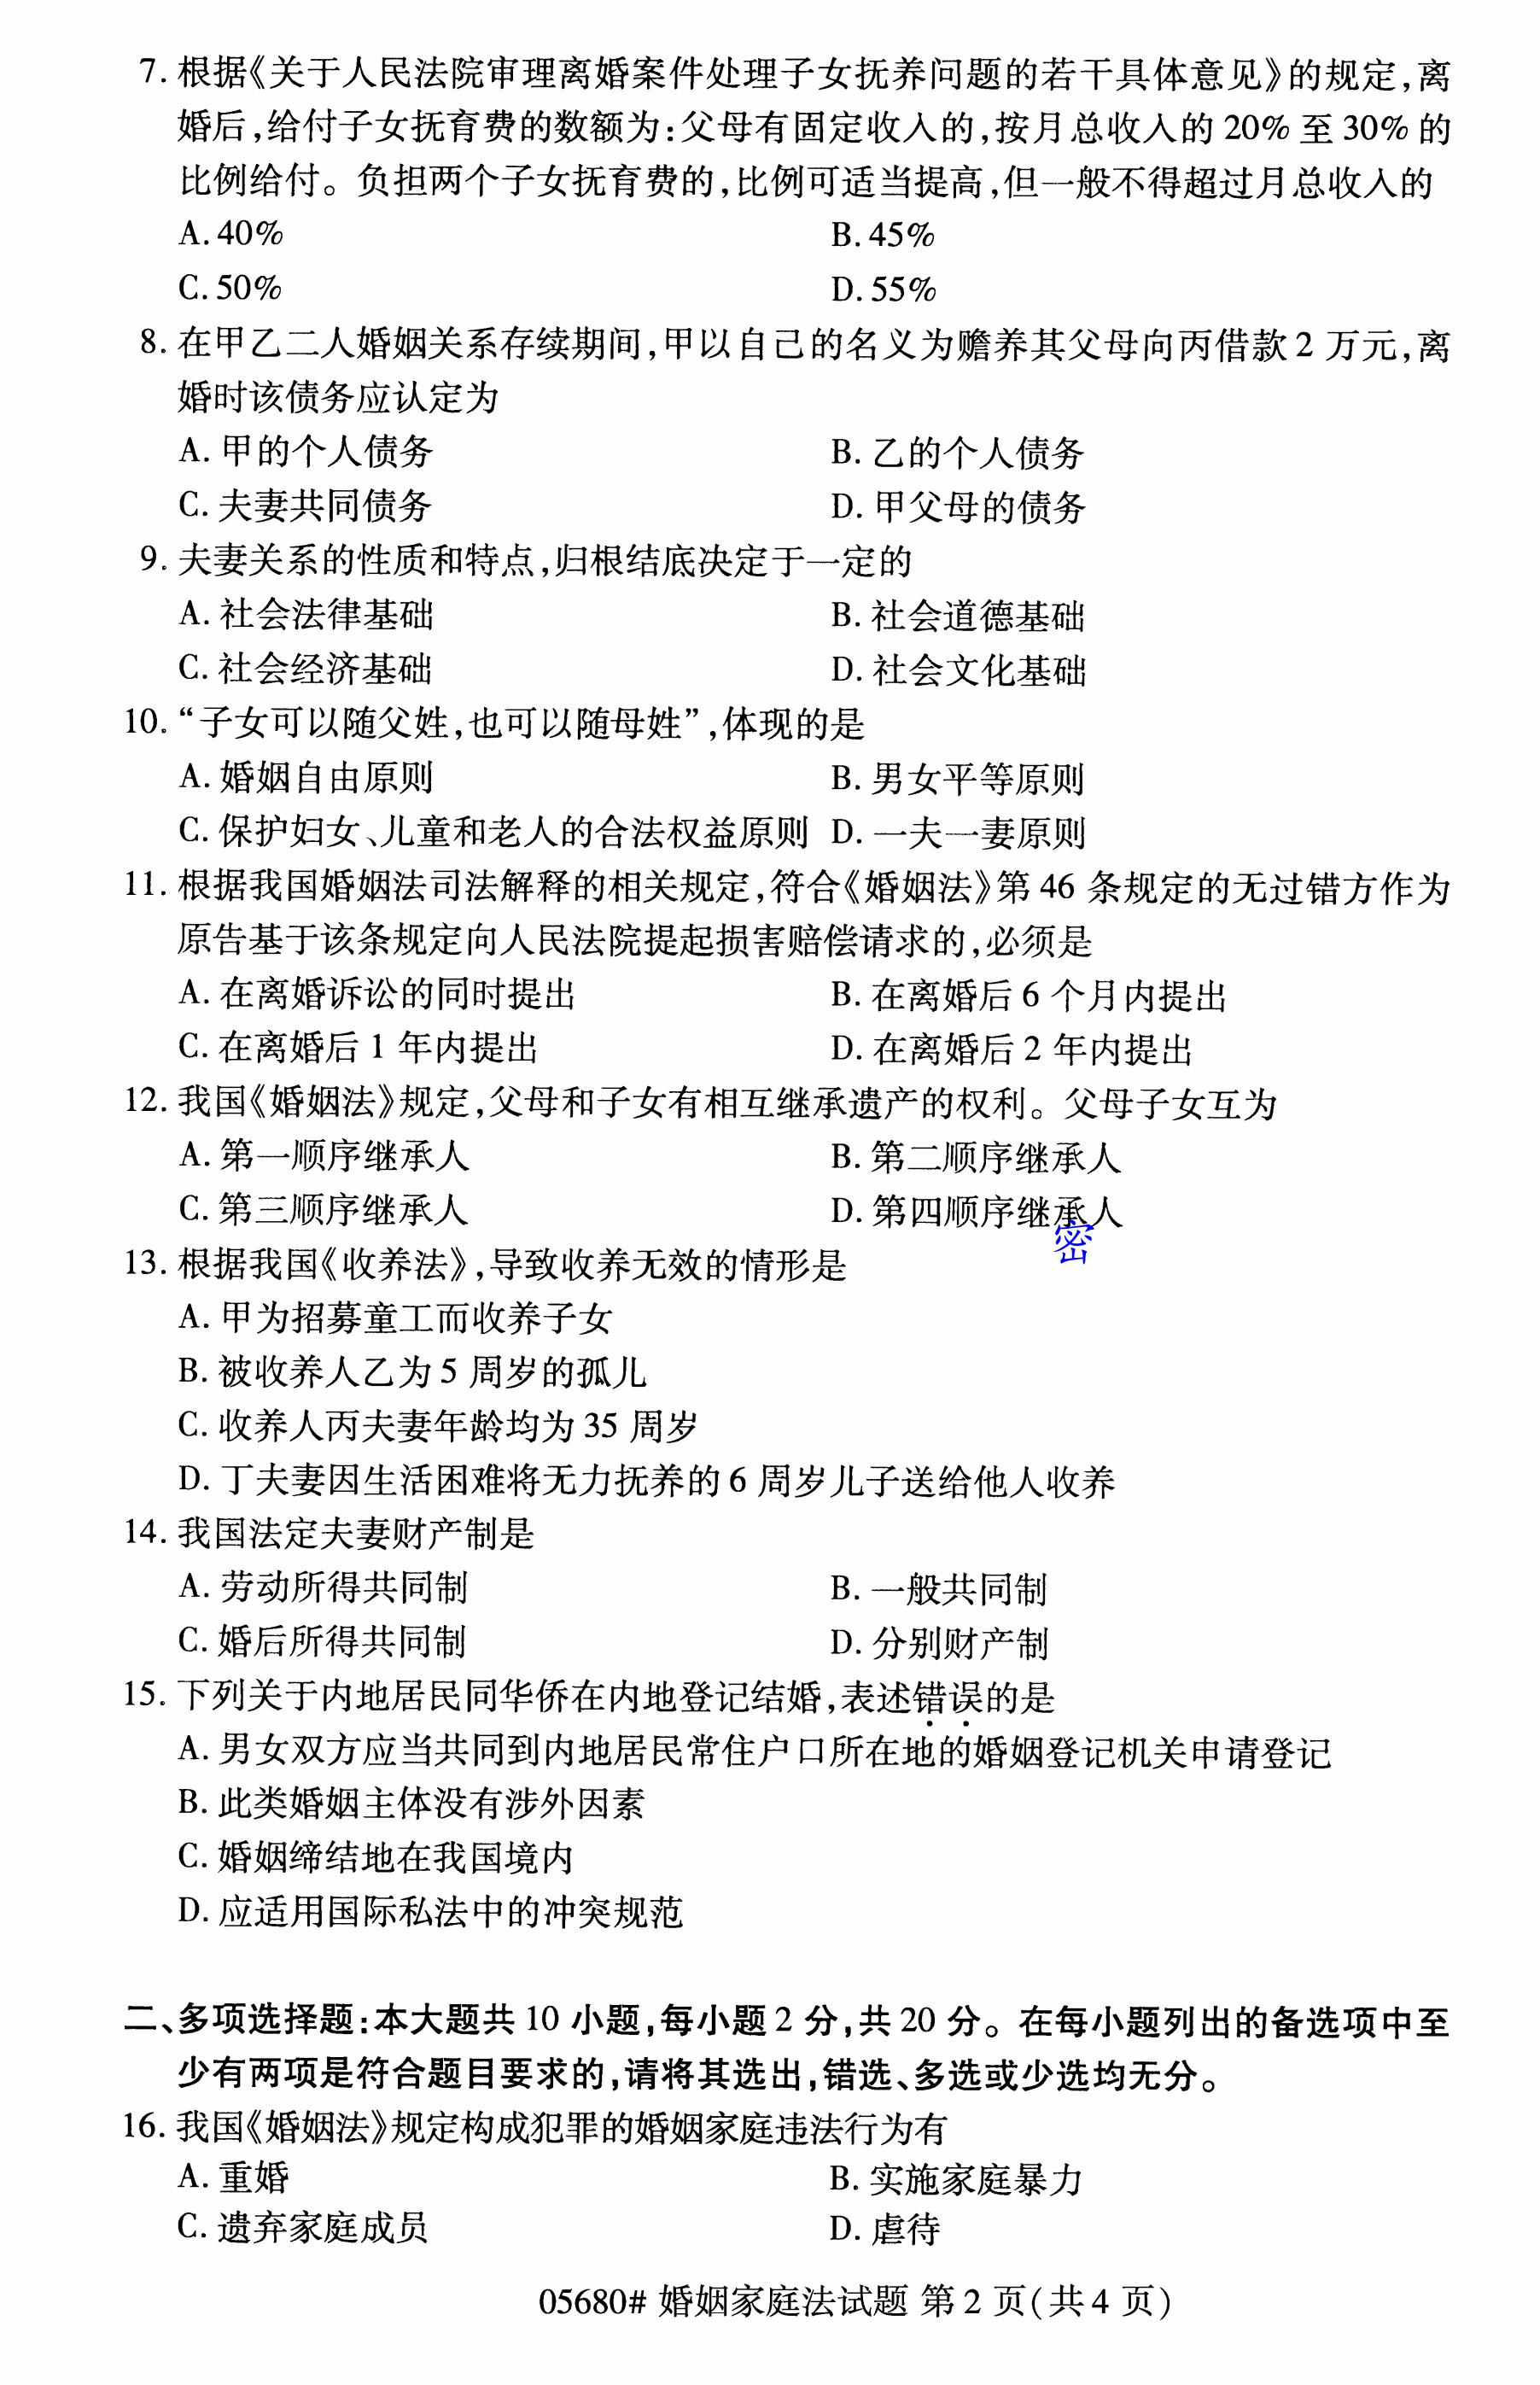 7. 根据《关于人民法院审理离婚案件处理子女抚养问题的若干具体意见》的规定,离
婚后,给付子女抚育费的数额为:父母有固定收入的,按月总收入的 20% 至 30% 的
比例给付。负担两个子女抚育费的,比例可适当提高,但一般不得超过月总收入的
A. 40% B. 45%
C. 50% D. 55%
8. 在甲乙二人婚姻关系存续期间,甲以自己的名义为赡养其父母向丙借款 2 万元,离
婚时该债务应认定为
A. 甲的个人债务 B. 乙的个人债务
C. 夫妻共同债务 D. 甲父母的债务
9. 夫妻关系的性质和特点,归根结底决定于一定的
A. 社会法律基础 B. 社会道德基础
C. 社会经济基础 D. 社会文化基础
10. “子女可以随父姓,也可以随母姓”,体现的是
A. 婚姻自由原则 B. 男女平等原则
C. 保护妇女、儿童和老人的合法权益原则 D. 一夫一妻原则
11. 根据我国婚姻法司法解释的相关规定,符合《婚姻法》第 46 条规定的无过错方作为
原告基于该条规定向人民法院提起损害赔偿请求的,必须是
A. 在离婚诉讼的同时提出 B. 在离婚后 6 个月内提出
C. 在离婚后 1 年内提出 D. 在离婚后 2 年内提出
12. 我国《婚姻法》规定,父母和子女有相互继承遗产的权利。父母子女互为
A. 第一顺序继承人 B. 第二顺序继承人
C. 第三顺序继承人 D. 第四顺序继承人
密
13. 根据我国《收养法》,导致收养无效的情形是
A. 甲为招募童工而收养子女
B. 被收养人乙为 5 周岁的孤儿
C. 收养人丙夫妻年龄均为 35 周岁
D. 丁夫妻因生活困难将无力抚养的 6 周岁儿子送给他人收养
14. 我国法定夫妻财产制是
A. 劳动所得共同制 B. 一般共同制
C. 婚后所得共同制 D. 分别财产制
15. 下列关于内地居民同华侨在内地登记结婚,表述错误的是
A. 男女双方应当共同到内地居民常住户口所在地的婚姻登记机关申请登记
B. 此类婚姻主体没有涉外因素
C. 婚姻缔结地在我国境内
D. 应适用国际私法中的冲突规范
二、多项选择题:本大题共 10 小题,每小题 2 分,共 20 分。在每小题列出的备选项中至
少有两项是符合题目要求的,请将其选出,错选、多选或少选均无分。
16. 我国《婚姻法》规定构成犯罪的婚姻家庭违法行为有
A. 重婚 B. 实施家庭暴力
C. 遗弃家庭成员 D. 虐待
05680# 婚姻家庭法试题 第 2 页(共 4 页)